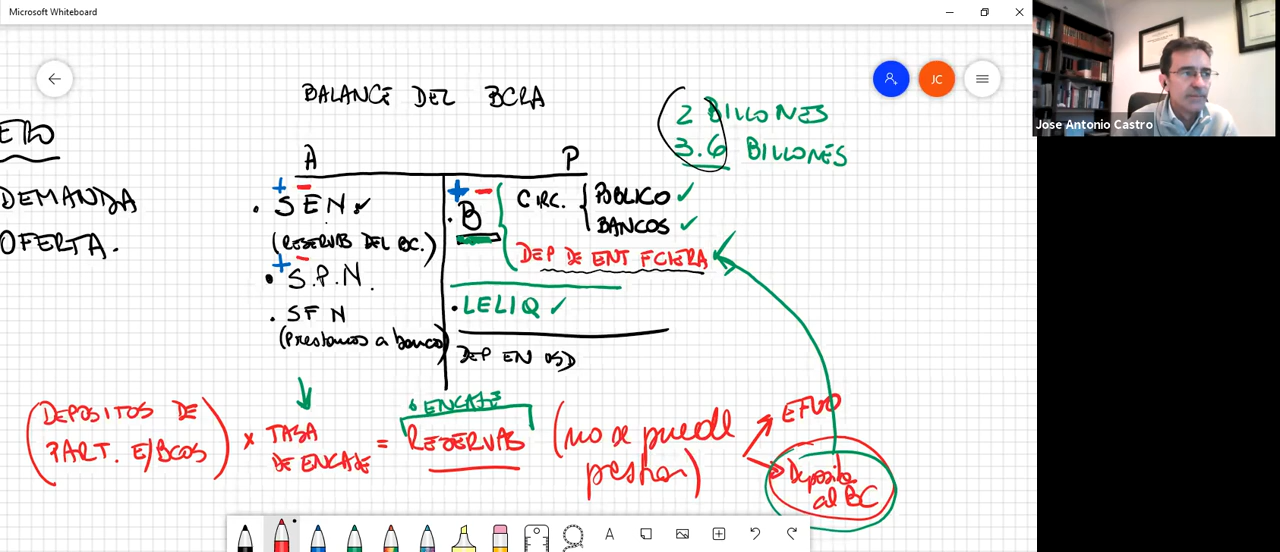 Microsoft Whiteboard
BALANCE DEL BCRA
2 BILLONES
3.6 BILLONES
JC
Jose Antonio Castro
DEMANDA
OFERTA.
A P
+ -
• SEN ✓
(RESERVAS DEL BC.)
+ -
• S.P.N.
• SFN
(Prestamos a bancos)
+ -
• B
CIRC. { PUBLICO ✓
BANCOS ✓
DEP DE ENT FCIERA
• LELIQ ✓
DEP EN USD
(DEPOSITOS DE
PART. E/BCOS)
× TASA
DE ENCAJE
=
ENCAJE
RESERVAS
(no se puede
prestar)
EFVO
Deposito
al BC
A